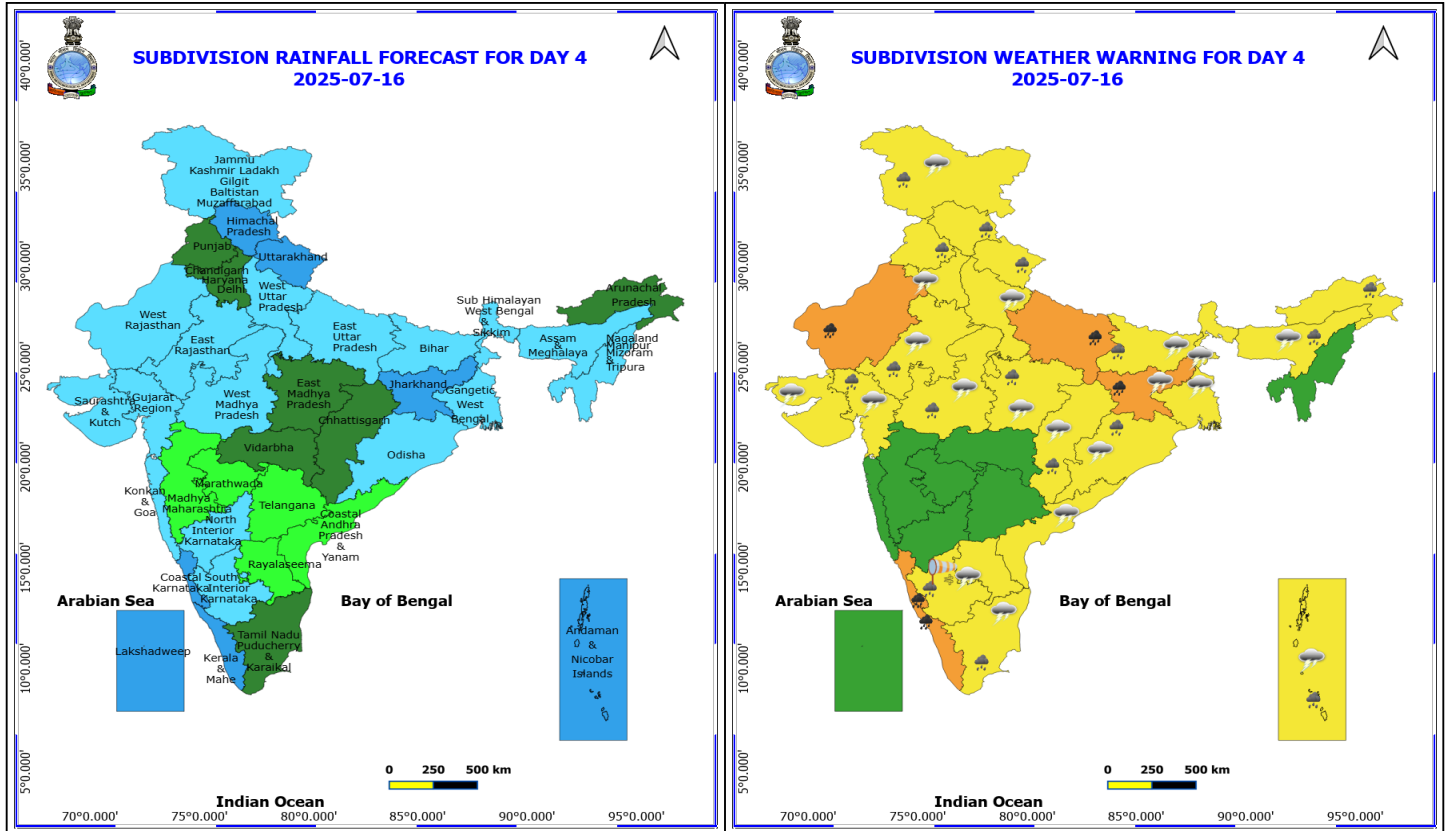 SUBDIVISION RAINFALL FORECAST FOR DAY 4
2025-07-16
40°0.000'
35°0.000'
30°0.000'
25°0.000'
20°0.000'
15°0.000'
10°0.000'
5°0.000'
Jammu
Kashmir Ladakh
Gilgit
Baltistan
Muzaffarabad
Himachal
Pradesh
Punjab
Uttarakhand
Chandigarh
Haryana
Delhi
West
Uttar
Pradesh
Arunachal
Pradesh
Sub Himalayan
West Bengal
&
Sikkim
West
Rajasthan
East
Rajasthan
East
Uttar
Pradesh
Bihar
Assam
&
Meghalaya
Nagaland
Manipur
Mizoram
&
Tripura
Saurashtra
&
Kutch
Gujarat
Region
West
Madhya
Pradesh
East
Madhya
Pradesh
Jharkhand
Gangetic
West
Bengal
Chhattisgarh
Vidarbha
Odisha
Konkan
&
Goa
Madhya
Maharashtra
Marathwada
Telangana
North
Interior
Karnataka
Coastal
Andhra
Pradesh
&
Yanam
Rayalaseema
Coastal
Karnataka
South
Interior
Karnataka
Arabian Sea
Bay of Bengal
Lakshadweep
Kerala
&
Mahe
Tamil Nadu
Puducherry
&
Karaikal
Andaman
&
Nicobar
Islands
0 250 500 km
Indian Ocean
70°0.000' 75°0.000' 80°0.000' 85°0.000' 90°0.000' 95°0.000'
SUBDIVISION WEATHER WARNING FOR DAY 4
2025-07-16
40°0.000'
35°0.000'
30°0.000'
25°0.000'
20°0.000'
15°0.000'
10°0.000'
5°0.000'
Arabian Sea
Bay of Bengal
0 250 500 km
Indian Ocean
70°0.000' 75°0.000' 80°0.000' 85°0.000' 90°0.000' 95°0.000'